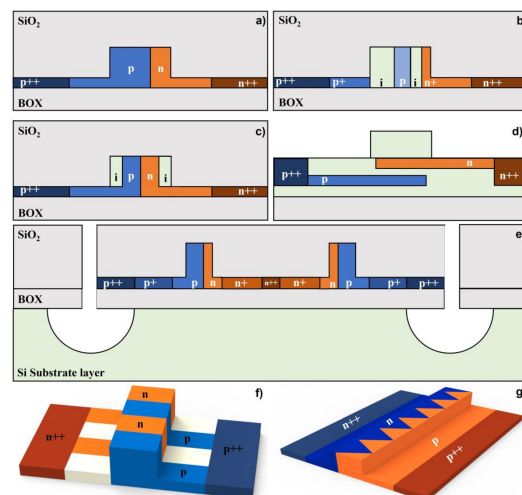 SiO2 a)
p n
p++ n++
BOX
SiO2 b)
i p i
p++ p+ n+ n++
BOX
SiO2 c)
i p n i
p++ n++
BOX
d)
p++ n n++
p
SiO2 e)
p++ p+ p n n+ n++ n+ n p p+ p++
BOX
Si Substrate layer
f)
n
n
n++ p p++
p
g)
n++ n
p
p++